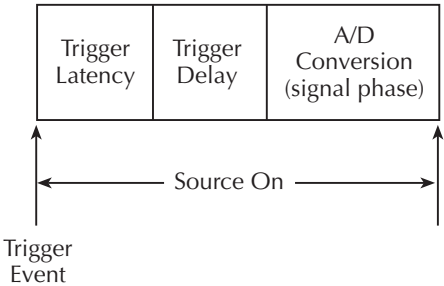 Trigger
Latency
Trigger
Delay
A/D
Conversion
(signal phase)
Source On
Trigger
Event